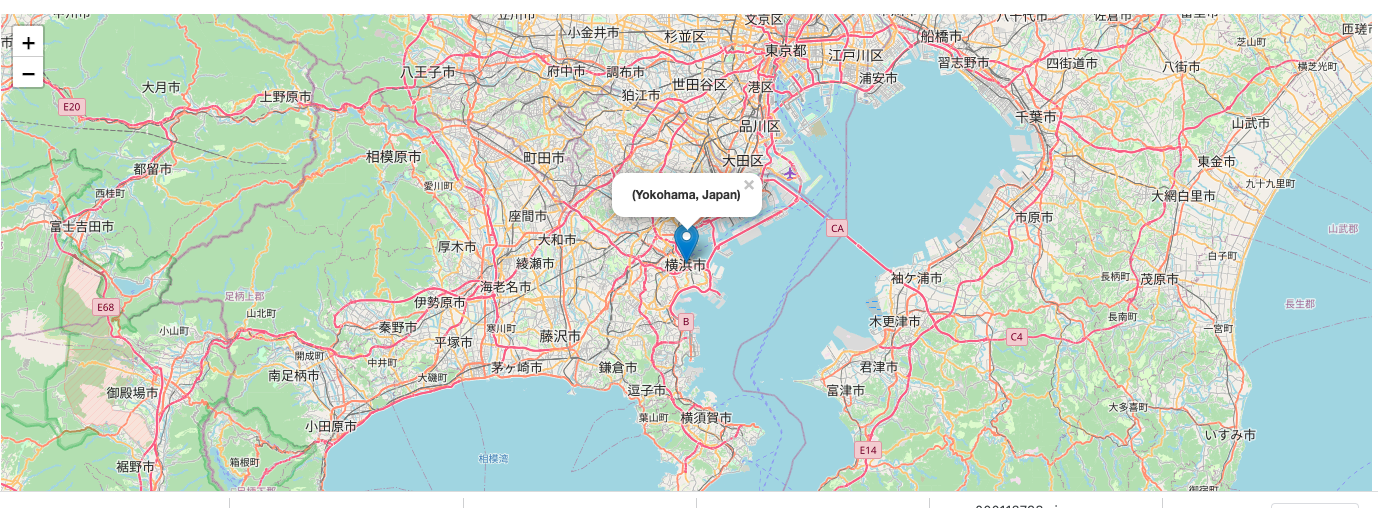 小金井市
杉並区
文京区
八千代市
佐倉市
船橋市
匝瑳市
芝山町
+
−
東京都
江戸川区
習志野市
四街道市
八街市
横芝光町
八王子市
府中市
調布市
世田谷区
港区
浦安市
大月市
上野原市
狛江市
E20
品川区
千葉市
山武市
相模原市
町田市
大田区
東金市
都留市
西桂町
愛川町
(Yokohama, Japan)
×
大網白里市
九十九里町
富士吉田市
座間市
市原市
CA
山武郡
厚木市
大和市
綾瀬市
横浜市
白子町
袖ケ浦市
長柄町
茂原市
海老名市
足柄上郡
伊勢原市
E68
山北町
長生郡
小山町
秦野市
寒川町
B
木更津市
長南町
一宮町
平塚市
藤沢市
C4
開成町
中井町
南足柄市
大磯町
茅ヶ崎市
鎌倉市
君津市
御殿場市
逗子市
富津市
葉山町
横須賀市
大多喜町
小田原市
いすみ市
E14
裾野市
箱根町
相模湾
足柄下郡
御宿町